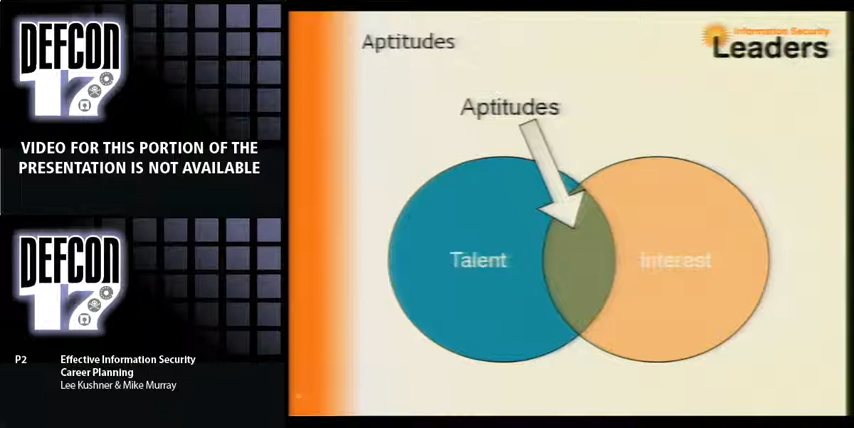 DEFCON
17
VIDEO FOR THIS PORTION OF THE
PRESENTATION IS NOT AVAILABLE
DEFCON
17
P2 Effective Information Security
Career Planning
Lee Kushner & Mike Murray
Aptitudes
Information Security
Leaders
Aptitudes
Talent
Interest